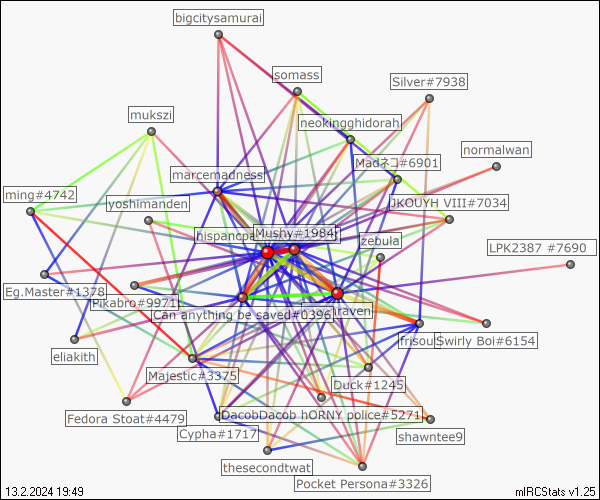 bigcitysamurai
somass
Silver#7938
neokingghidorah
mukszi
normalwan
Madネコ#6901
marcemadness
ming#4742
yoshinanden
JKOUYH VIII#7034
hispancpa
Mushy#1984
zebula
LPK2387 #7690
Eg.Master#1378
Pikabro#9971
Can anything be saved#0396
raven
frisou
Swirly Boi#6154
eliakith
Majestic#3375
Duck#1245
Fedora Stoat#4479
DacobDacob hORNY police#5271
Cypha#1717
shawntee9
thesecondtwat
Pocket Persona#3326
13.2.2024 19:49
mIRCStats v1.25